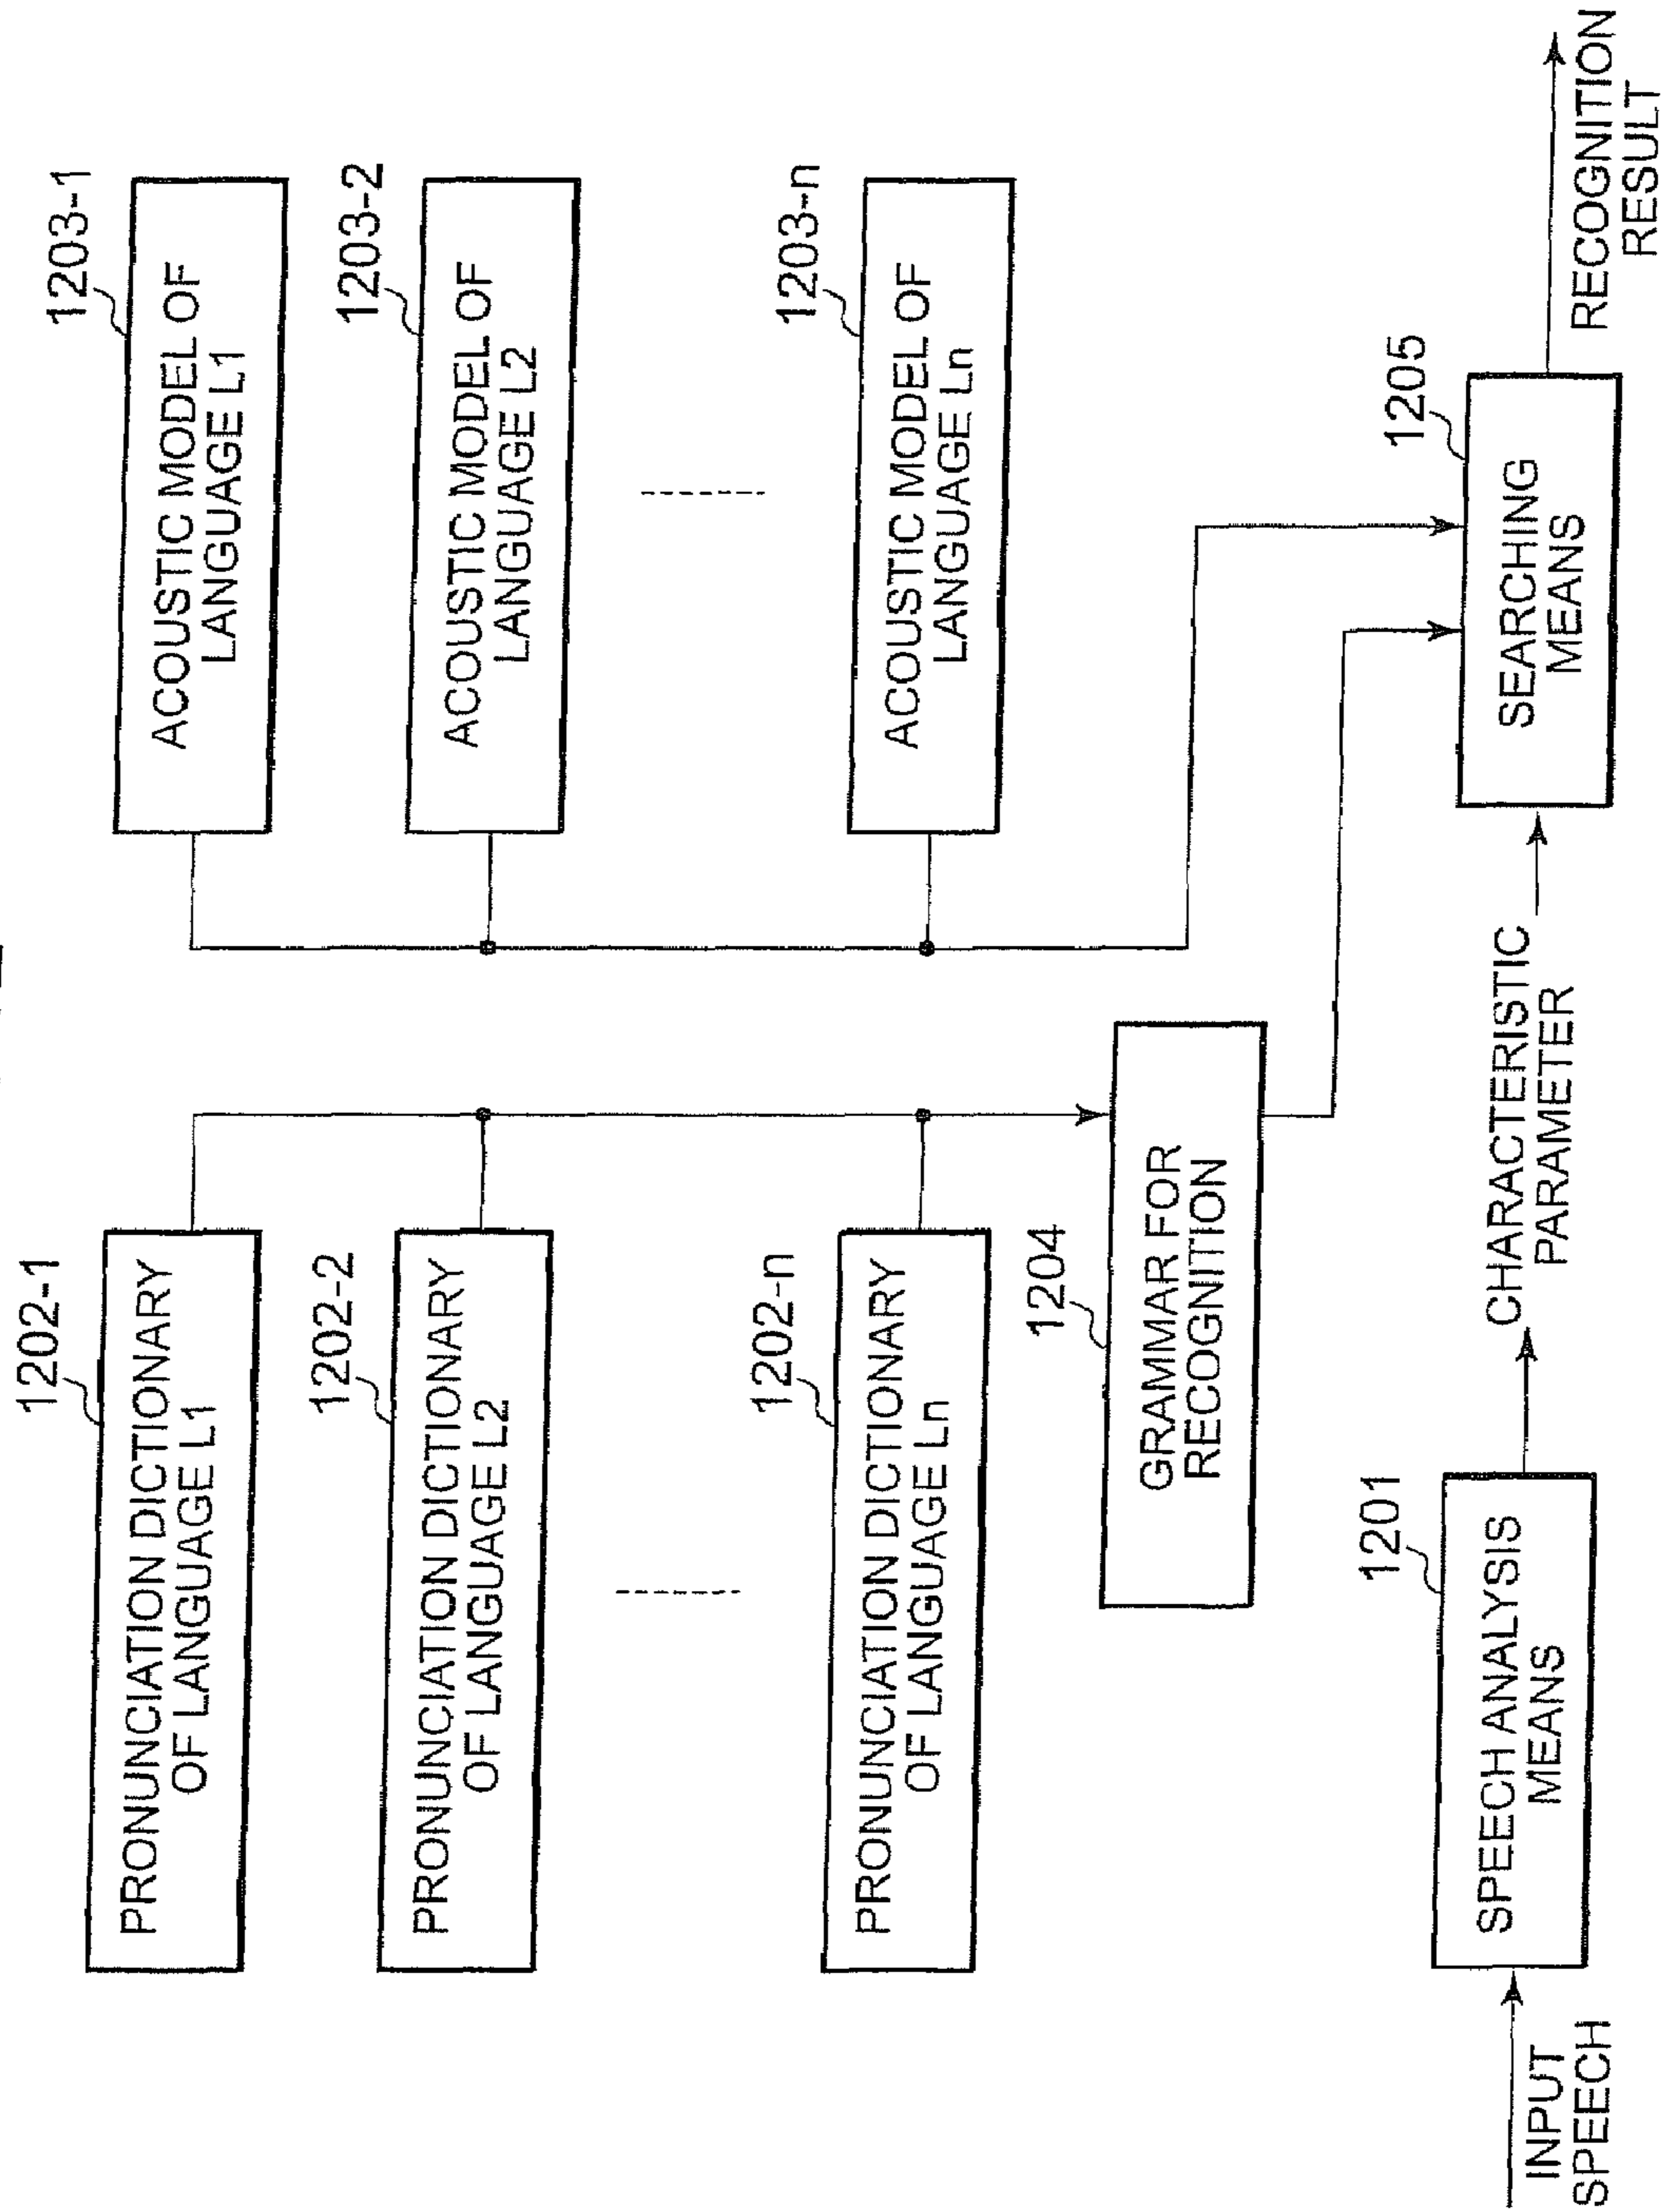 1202-1
PRONUNCIATION DICTIONARY
OF LANGUAGE L1
1203-1
ACOUSTIC MODEL OF
LANGUAGE L1
1202-2
PRONUNCIATION DICTIONARY
OF LANGUAGE L2
1203-2
ACOUSTIC MODEL OF
LANGUAGE L2
1202-n
PRONUNCIATION DICTIONARY
OF LANGUAGE Ln
1203-n
ACOUSTIC MODEL OF
LANGUAGE Ln
1204
GRAMMAR FOR
RECOGNITION
INPUT
SPEECH
1201
SPEECH ANALYSIS
MEANS
CHARACTERISTIC
PARAMETER
1205
SEARCHING
MEANS
RECOGNITION
RESULT